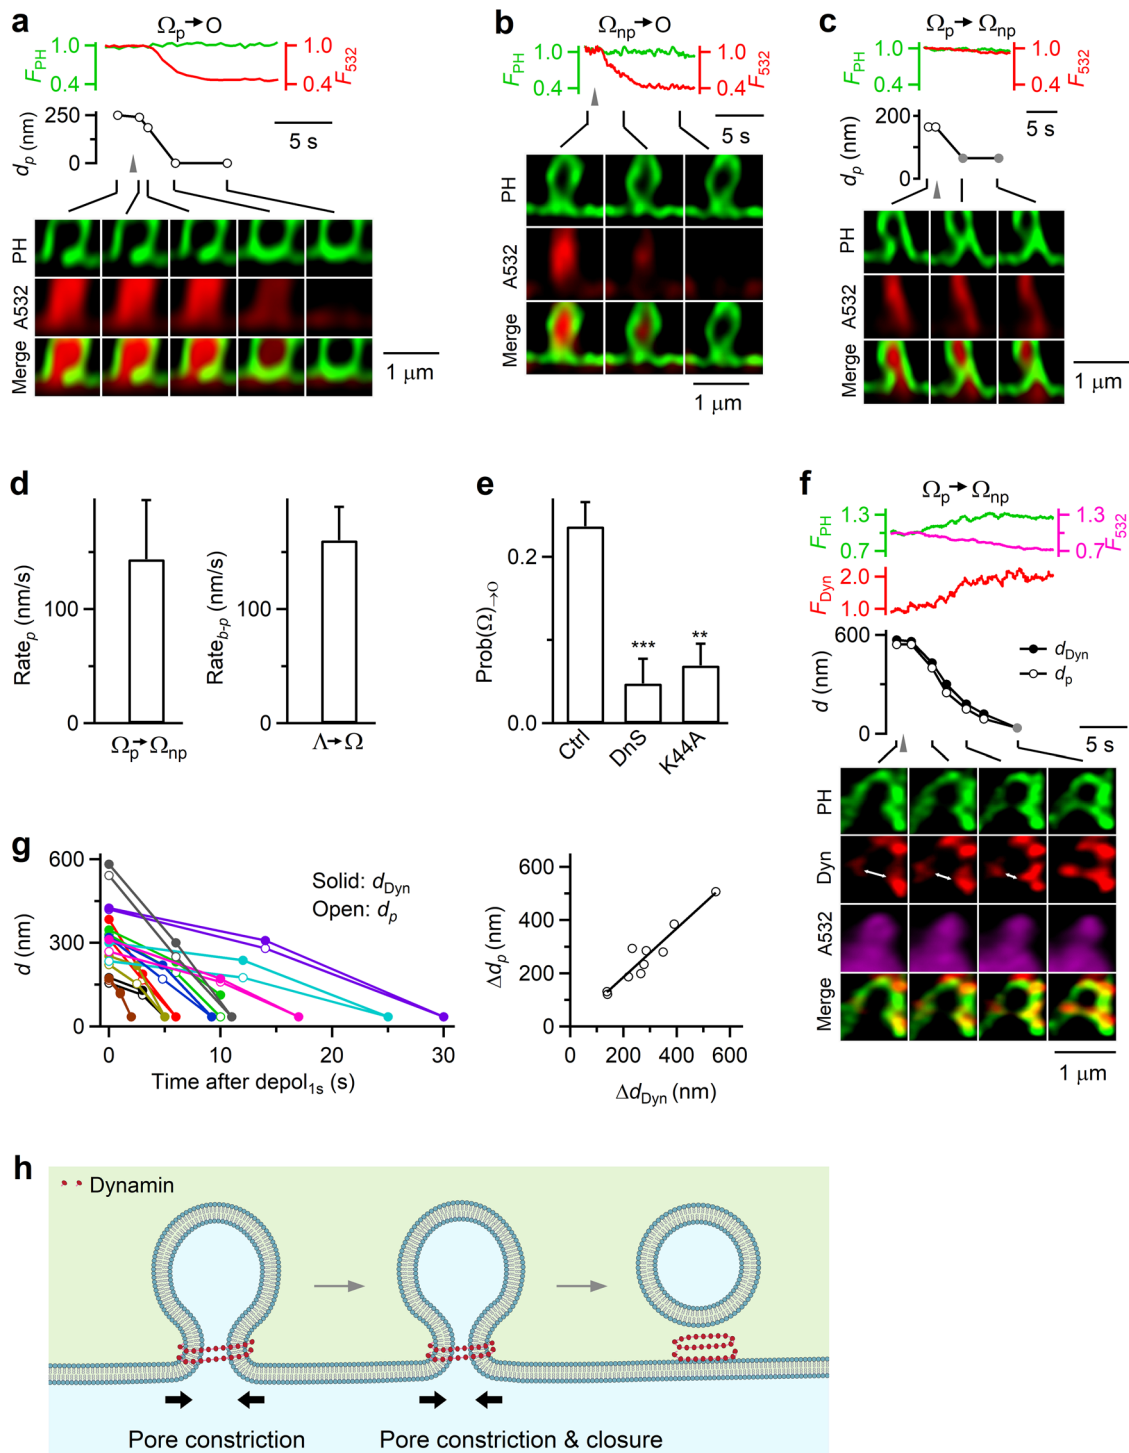 a
Ωp→O
FPH
1.0
0.4
1.0
0.4
F532
dp (nm)
250
0
5 s
PH
A532
Merge
1 μm
b
Ωnp→O
FPH
1.0
0.4
1.0
0.4
F532
5 s
PH
A532
Merge
1 μm
c
Ωp→Ωnp
FPH
1.0
0.4
1.0
0.4
F532
5 s
dp (nm)
200
0
PH
A532
Merge
1 μm
d
Ratep (nm/s)
100
0
Ωp→Ωnp
Rateb-p (nm/s)
100
0
Λ→Ω
e
Prob(Ω)→O
0.2
0.0
***
**
Ctrl
DnS
K44A
f
Ωp→Ωnp
FPH
1.3
0.7
1.3
0.7
F532
FDyn
2.0
1.0
d (nm)
600
0
dDyn
dp
5 s
PH
Dyn
A532
Merge
1 μm
g
d (nm)
600
300
0
Solid: dDyn
Open: dp
0 10 20 30
Time after depol1s (s)
Δdp (nm)
600
400
200
0
0 200 400 600
ΔdDyn (nm)
h
Dynamin
Pore constriction
Pore constriction & closure